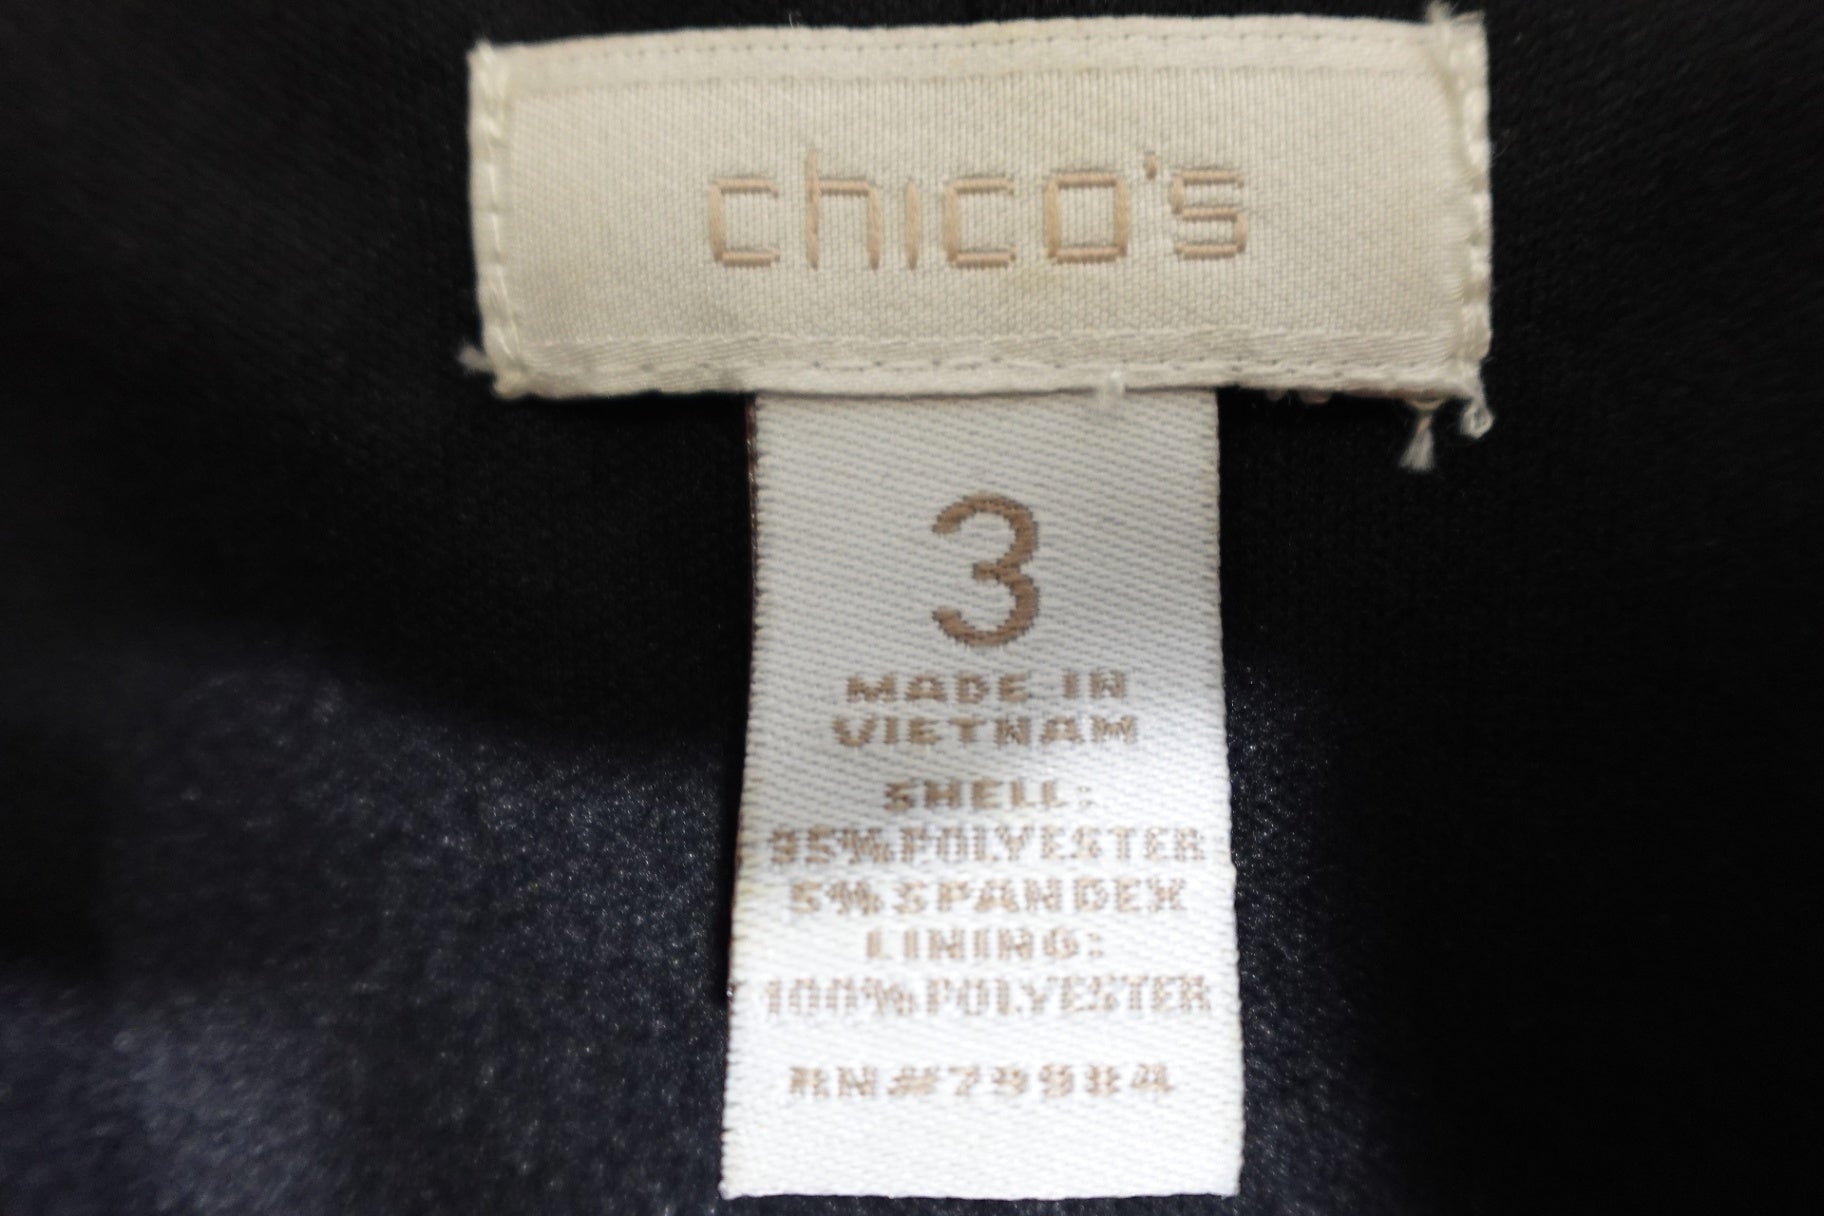 chico's
3
MADE IN
VIETNAM
SHELL:
95%POLYESTER
5%SPANDEX
LINING:
100%POLYESTER
RN#79984